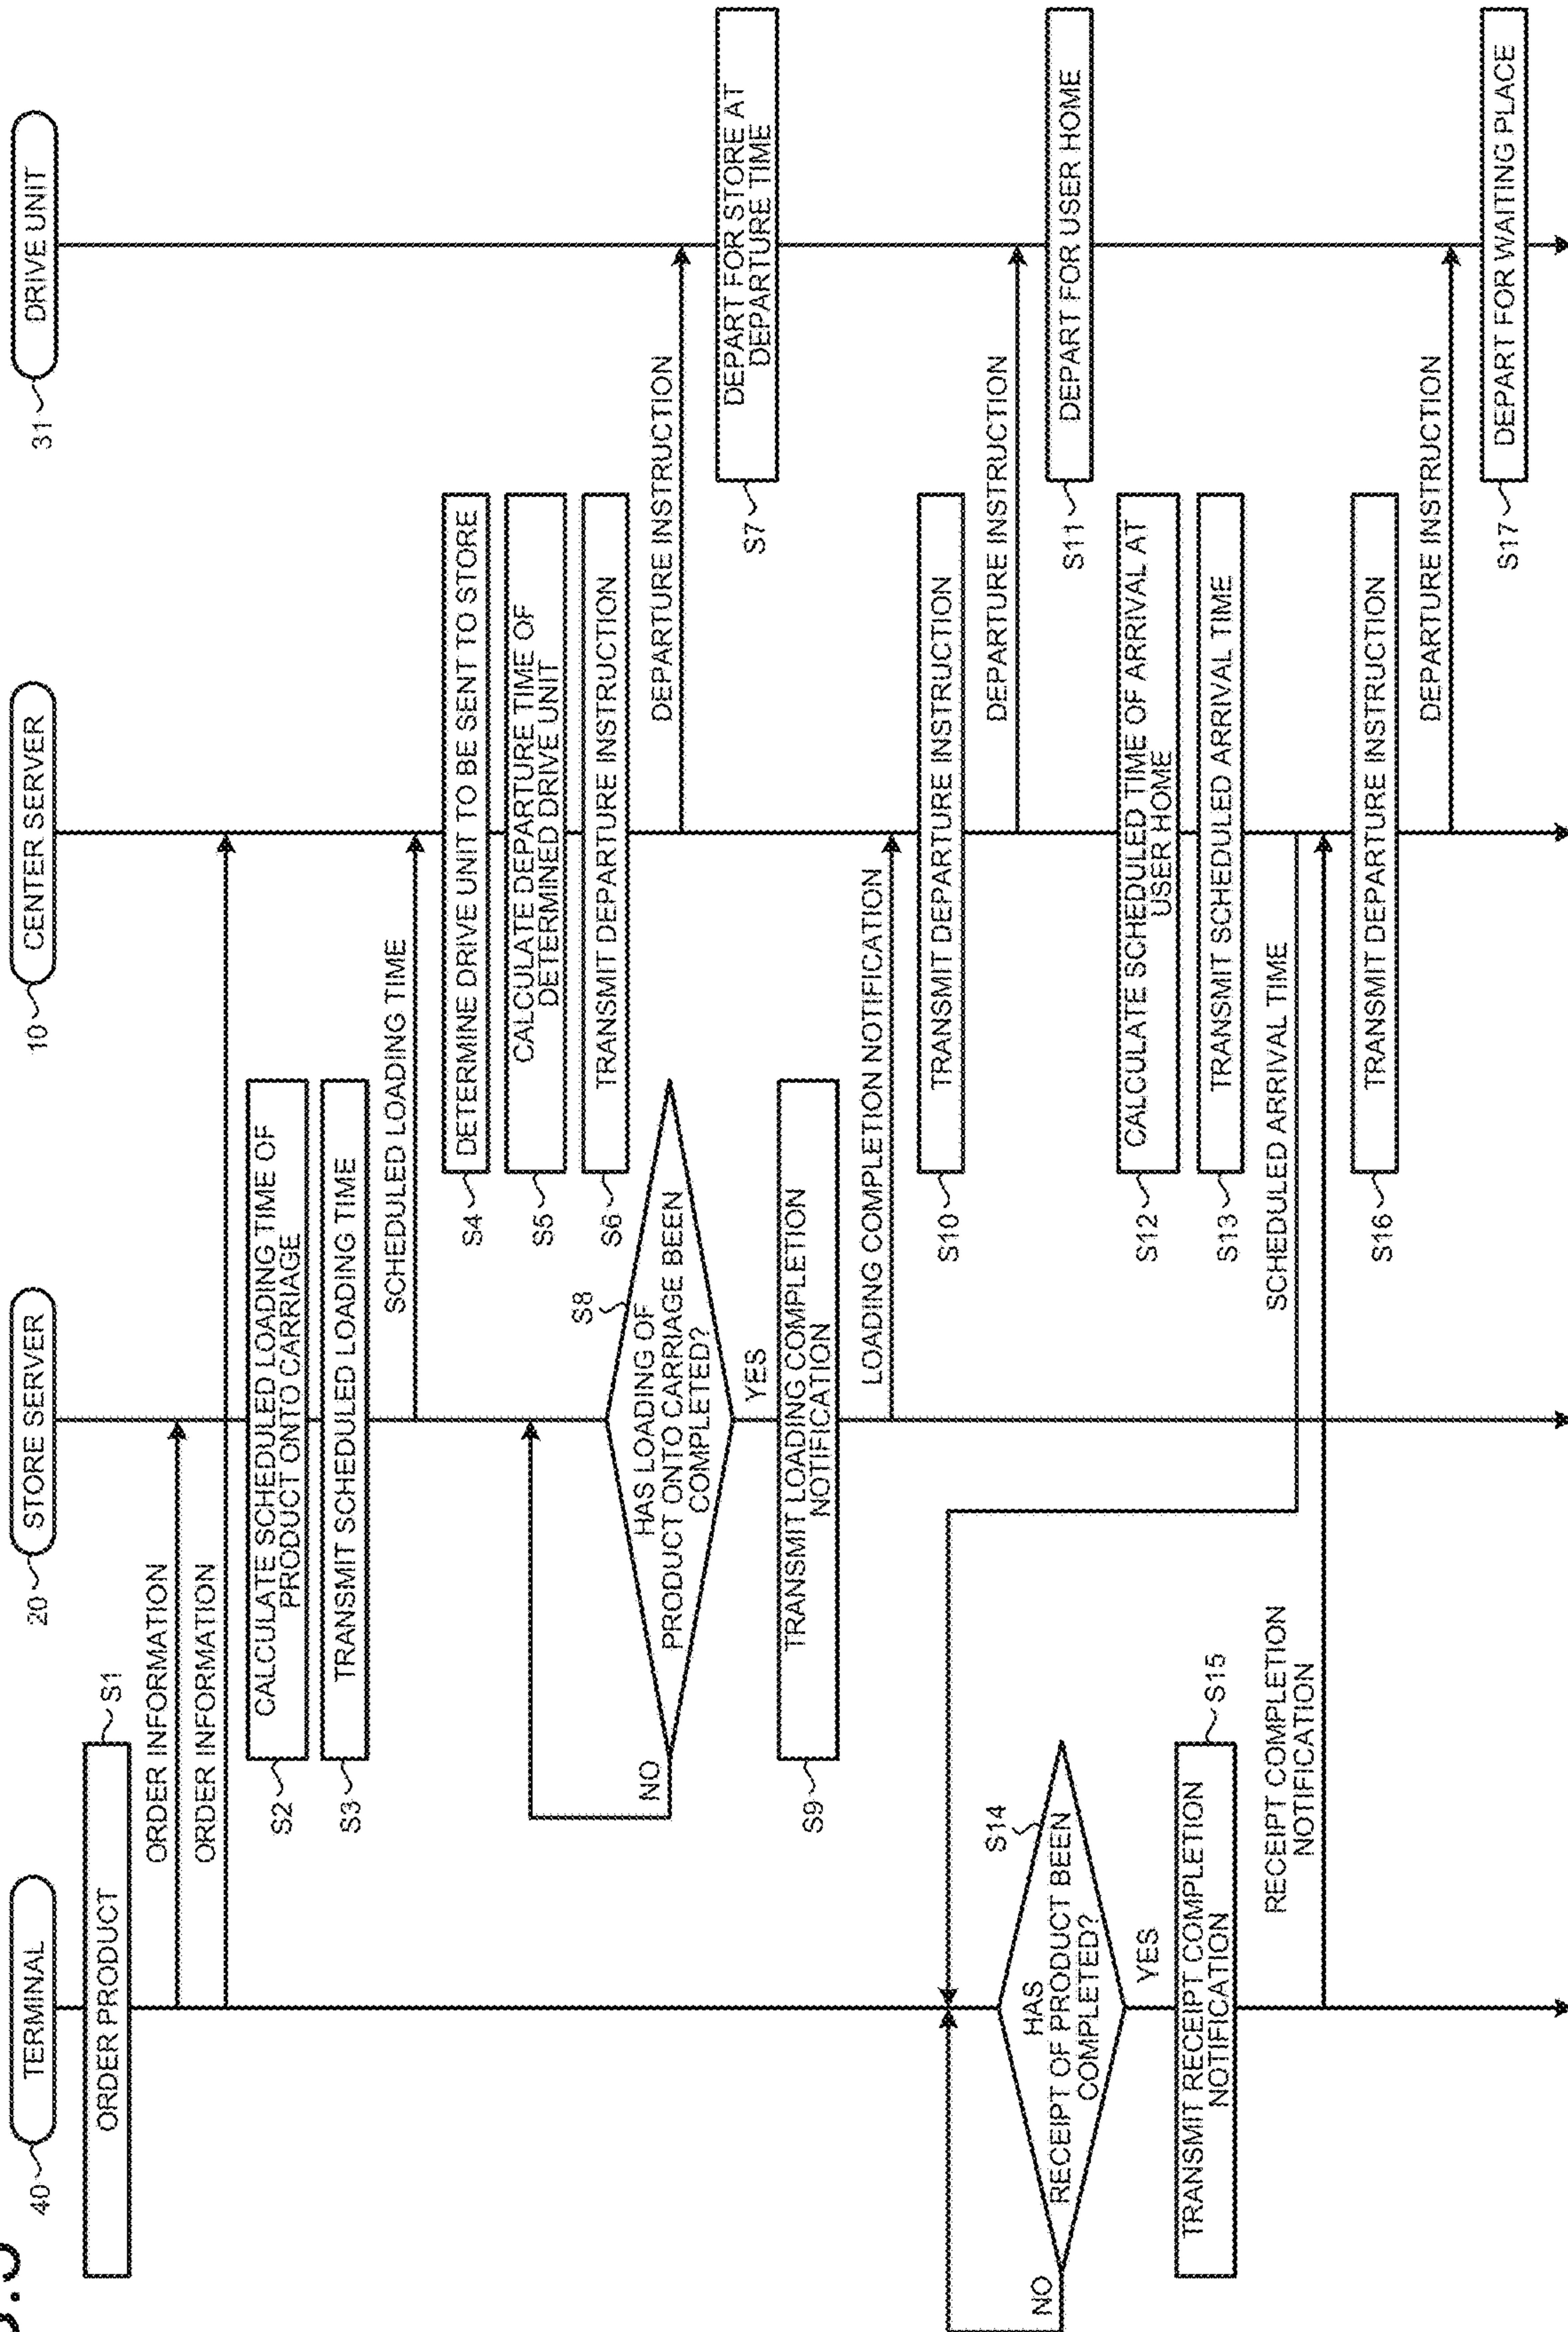 40
TERMINAL
20
STORE SERVER
10
CENTER SERVER
31
DRIVE UNIT
ORDER PRODUCT
S1
ORDER INFORMATION
ORDER INFORMATION
S2
CALCULATE SCHEDULED LOADING TIME OF
PRODUCT ONTO CARRIAGE
S3
TRANSMIT SCHEDULED LOADING TIME
SCHEDULED LOADING TIME
S4
DETERMINE DRIVE UNIT TO BE SENT TO STORE
S5
CALCULATE DEPARTURE TIME OF
DETERMINED DRIVE UNIT
S6
TRANSMIT DEPARTURE INSTRUCTION
DEPARTURE INSTRUCTION
S7
DEPART FOR STORE AT
DEPARTURE TIME
S8
HAS LOADING OF
PRODUCT ONTO CARRIAGE BEEN
COMPLETED?
NO
YES
S9
TRANSMIT LOADING COMPLETION
NOTIFICATION
LOADING COMPLETION NOTIFICATION
S10
TRANSMIT DEPARTURE INSTRUCTION
DEPARTURE INSTRUCTION
S11
DEPART FOR USER HOME
S12
CALCULATE SCHEDULED TIME OF ARRIVAL AT
USER HOME
S13
TRANSMIT SCHEDULED ARRIVAL TIME
SCHEDULED ARRIVAL TIME
S14
HAS
RECEIPT OF PRODUCT BEEN
COMPLETED?
NO
YES
TRANSMIT RECEIPT COMPLETION
NOTIFICATION
S15
RECEIPT COMPLETION
NOTIFICATION
S16
TRANSMIT DEPARTURE INSTRUCTION
DEPARTURE INSTRUCTION
S17
DEPART FOR WAITING PLACE